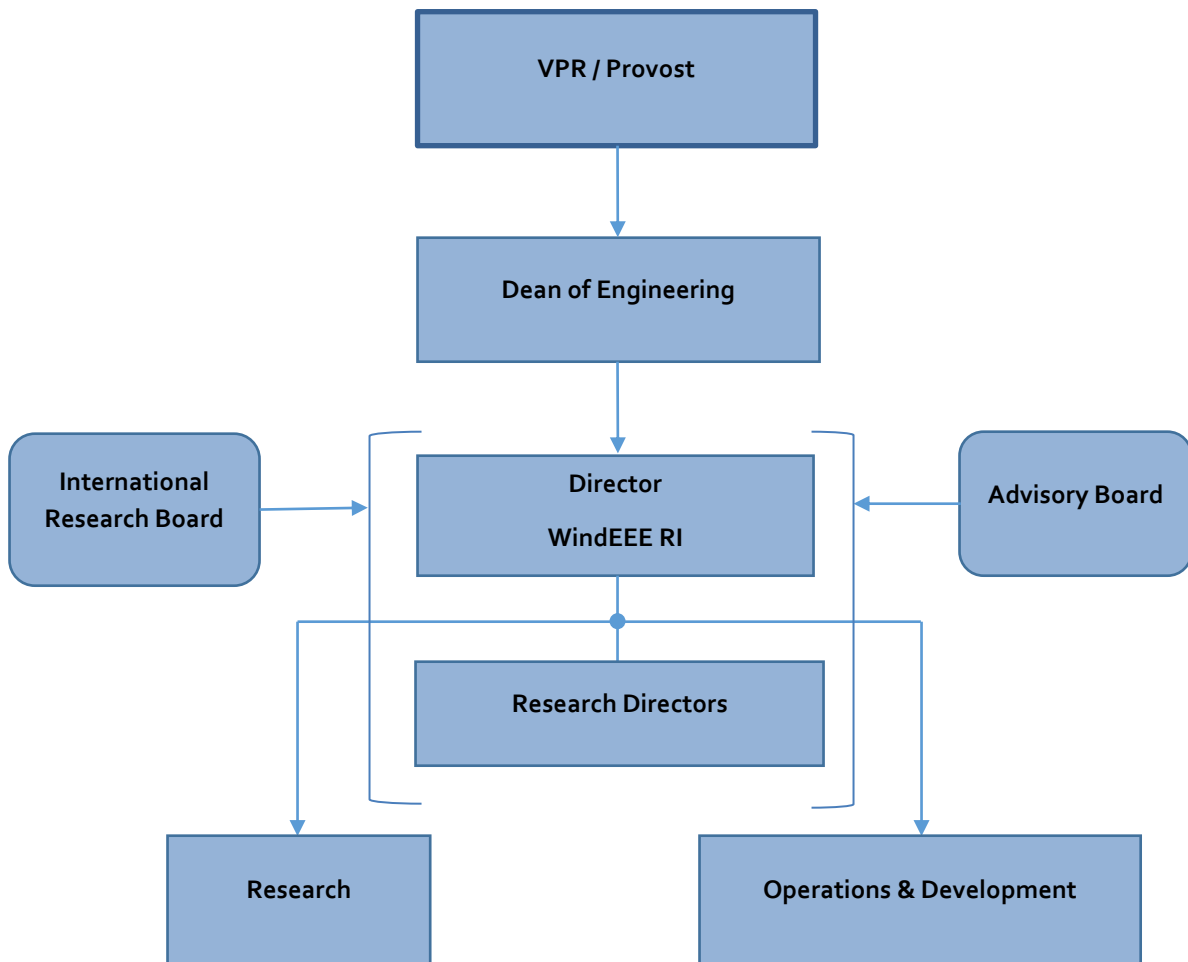 VPR / Provost
Dean of Engineering
International
Research Board
Director
WindEEE RI
Advisory Board
Research Directors
Research
Operations & Development